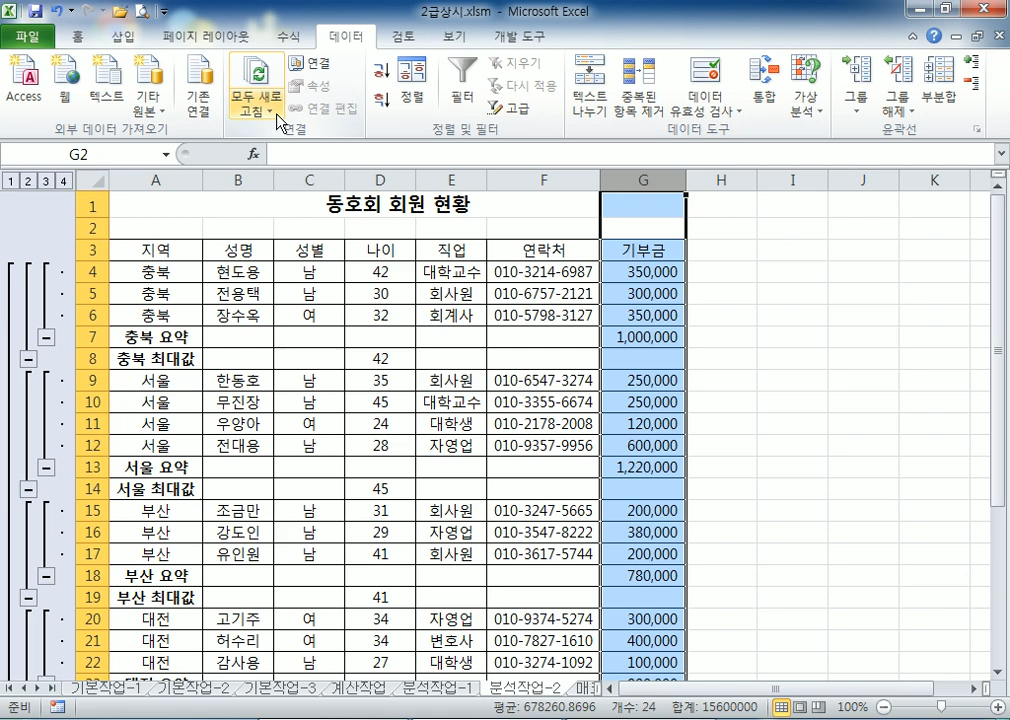 2급상시.xlsm - Microsoft Excel
파일 홈 삽입 페이지 레이아웃 수식 데이터 검토 보기 개발 도구
Access 웹 텍스트 기타 원본 기존 연결 모두 새로 고침 연결 속성 연결 편집 정렬 필터 지우기 다시 적용 고급 텍스트 나누기 중복된 항목 제거 데이터 유효성 검사 통합 가상 분석 그룹 그룹 해제 부분합
외부 데이터 가져오기 연결 정렬 및 필터 데이터 도구 윤곽선
G2 fx
1 2 3 4 A B C D E F G H I J K
1 동호회 회원 현황
2
3 지역 성명 성별 나이 직업 연락처 기부금
4 충북 현도용 남 42 대학교수 010-3214-6987 350,000
5 충북 전용택 남 30 회사원 010-6757-2121 300,000
6 충북 장수옥 여 32 회계사 010-5798-3127 350,000
7 충북 요약 1,000,000
8 충북 최대값 42
9 서울 한동호 남 35 회사원 010-6547-3274 250,000
10 서울 무진장 남 45 대학교수 010-3355-6674 250,000
11 서울 우양아 여 24 대학생 010-2178-2008 120,000
12 서울 전대용 남 28 자영업 010-9357-9956 600,000
13 서울 요약 1,220,000
14 서울 최대값 45
15 부산 조금만 남 31 회사원 010-3247-5665 200,000
16 부산 강도인 남 29 자영업 010-3547-8222 380,000
17 부산 유인원 남 41 회사원 010-3617-5744 200,000
18 부산 요약 780,000
19 부산 최대값 41
20 대전 고기주 여 34 자영업 010-9374-5274 300,000
21 대전 허수리 여 34 변호사 010-7827-1610 400,000
22 대전 감사용 남 27 대학생 010-3274-1092 100,000
기본작업-1 기본작업-2 기본작업-3 계산작업 분석작업-1 분석작업-2
준비 평균: 678260.8696 개수: 24 합계: 15600000 100%